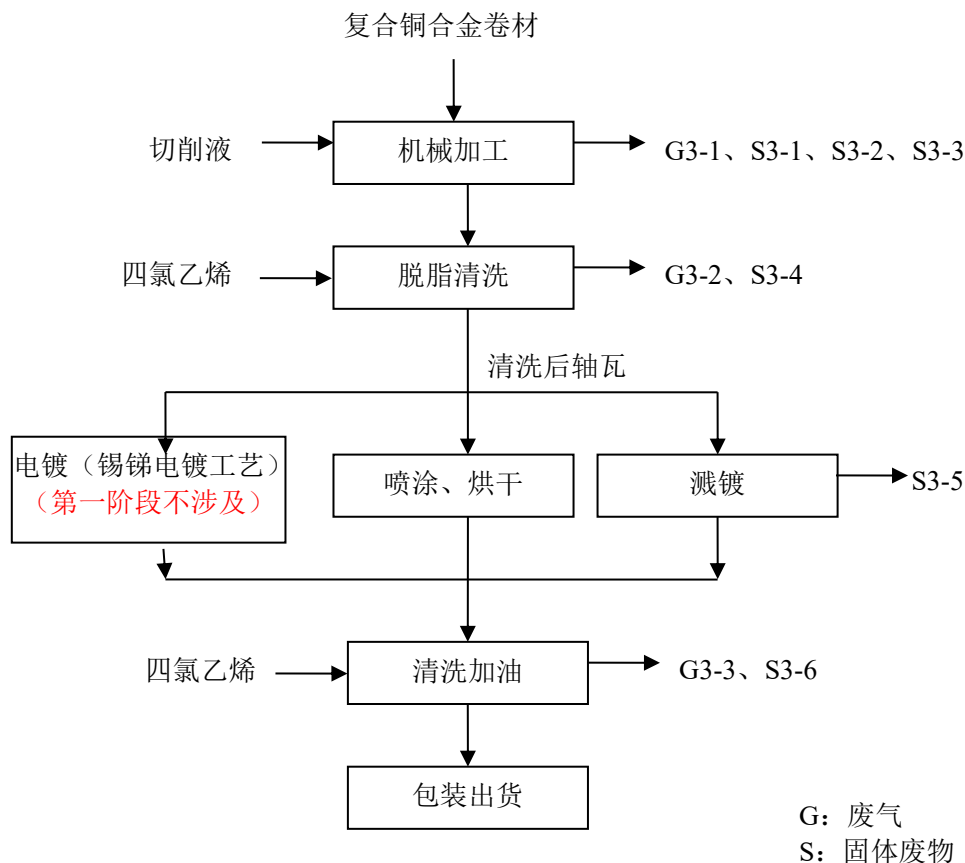 复合铜合金卷材
切削液
机械加工
G3-1、S3-1、S3-2、S3-3
四氯乙烯
脱脂清洗
G3-2、S3-4
清洗后轴瓦
电镀（锡锑电镀工艺）
（第一阶段不涉及）
喷涂、烘干
溅镀
S3-5
四氯乙烯
清洗加油
G3-3、S3-6
包装出货
G：废气
S：固体废物